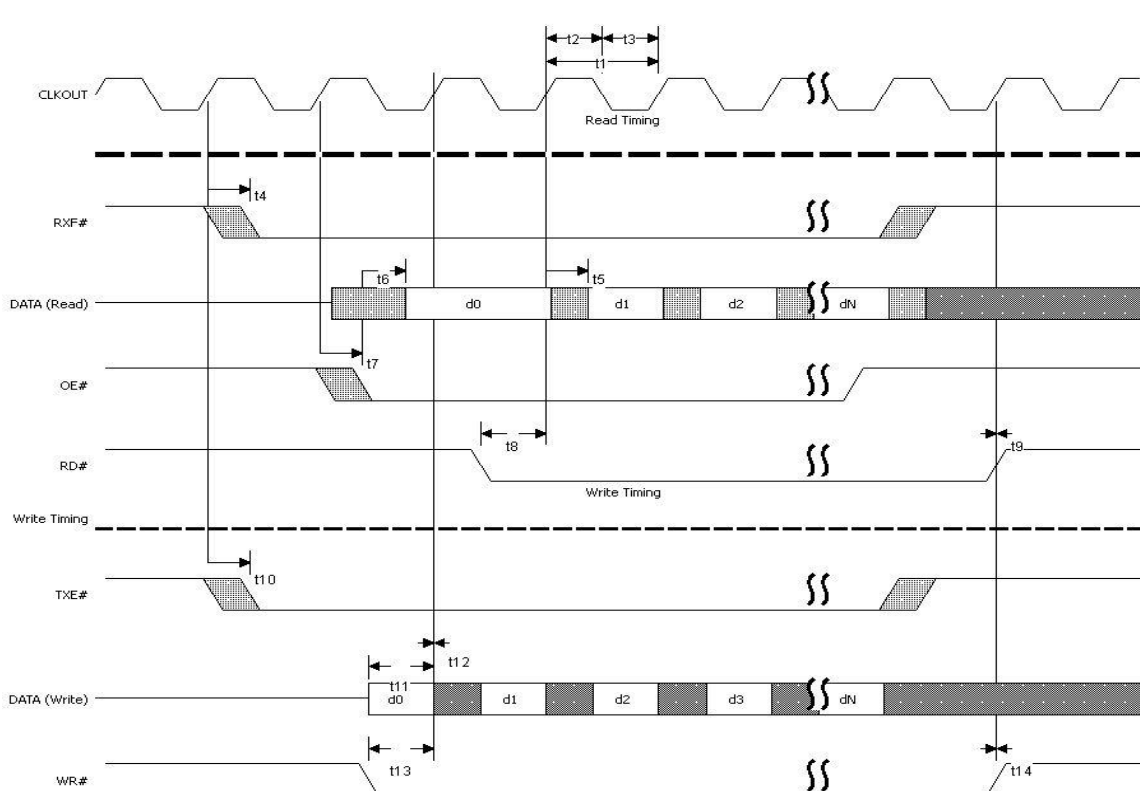 t2 t3
t1
CLKOUT
Read Timing
t4
RXF#
t6 t5
DATA (Read) d0 d1 d2 dN
t7
OE#
t8 t9
RD#
Write Timing
Write Timing
t10
TXE#
t12
t11
DATA (Write) d0 d1 d2 d3 dN
t13 t14
WR#